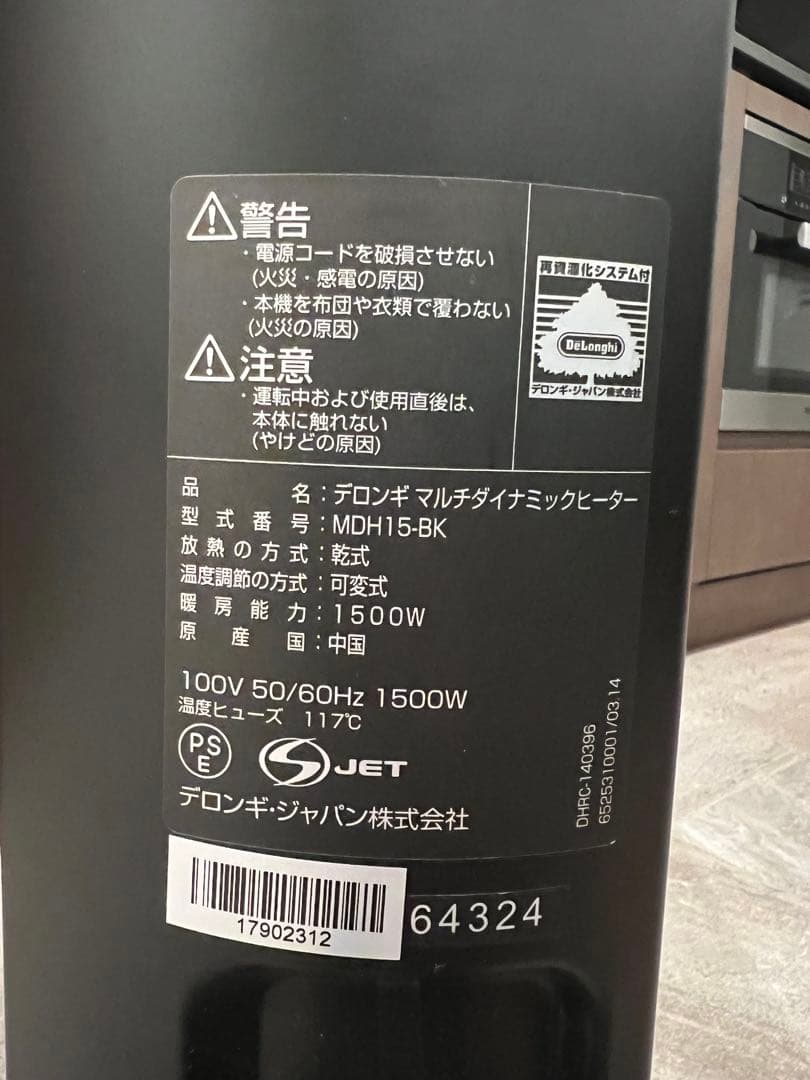 警告
・電源コードを破損させない
(火災・感電の原因)
・本機を布団や衣類で覆わない
(火災の原因)
注意
・運転中および使用直後は、
本体に触れない
(やけどの原因)
再資源化システム付
DeLonghi
デロンギ・ジャパン株式会社
品名：デロンギ マルチダイナミックヒーター
型式番号：MDH15-BK
放熱の方式：乾式
温度調節の方式：可変式
暖房能力：1500W
原産国：中国
100V 50/60Hz 1500W
温度ヒューズ 117℃
PS
E
S JET
デロンギ・ジャパン株式会社
DHRC-140396
6525310001/03.14
17902312
64324